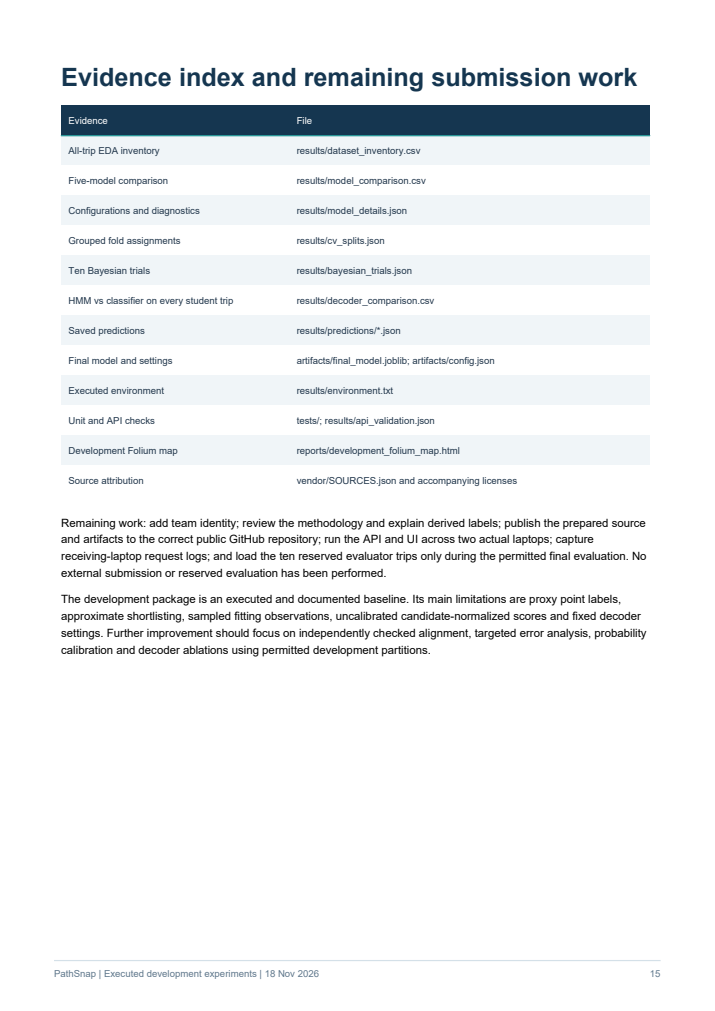 Evidence index and remaining submission work
Evidence File
All-trip EDA inventory results/dataset_inventory.csv
Five-model comparison results/model_comparison.csv
Configurations and diagnostics results/model_details.json
Grouped fold assignments results/cv_splits.json
Ten Bayesian trials results/bayesian_trials.json
HMM vs classifier on every student trip results/decoder_comparison.csv
Saved predictions results/predictions/*.json
Final model and settings artifacts/final_model.joblib; artifacts/config.json
Executed environment results/environment.txt
Unit and API checks tests/; results/api_validation.json
Development Folium map reports/development_folium_map.html
Source attribution vendor/SOURCES.json and accompanying licenses
Remaining work: add team identity; review the methodology and explain derived labels; publish the prepared source
and artifacts to the correct public GitHub repository; run the API and UI across two actual laptops; capture
receiving-laptop request logs; and load the ten reserved evaluator trips only during the permitted final evaluation. No
external submission or reserved evaluation has been performed.
The development package is an executed and documented baseline. Its main limitations are proxy point labels,
approximate shortlisting, sampled fitting observations, uncalibrated candidate-normalized scores and fixed decoder
settings. Further improvement should focus on independently checked alignment, targeted error analysis, probability
calibration and decoder ablations using permitted development partitions.
PathSnap | Executed development experiments | 18 Nov 2026 15